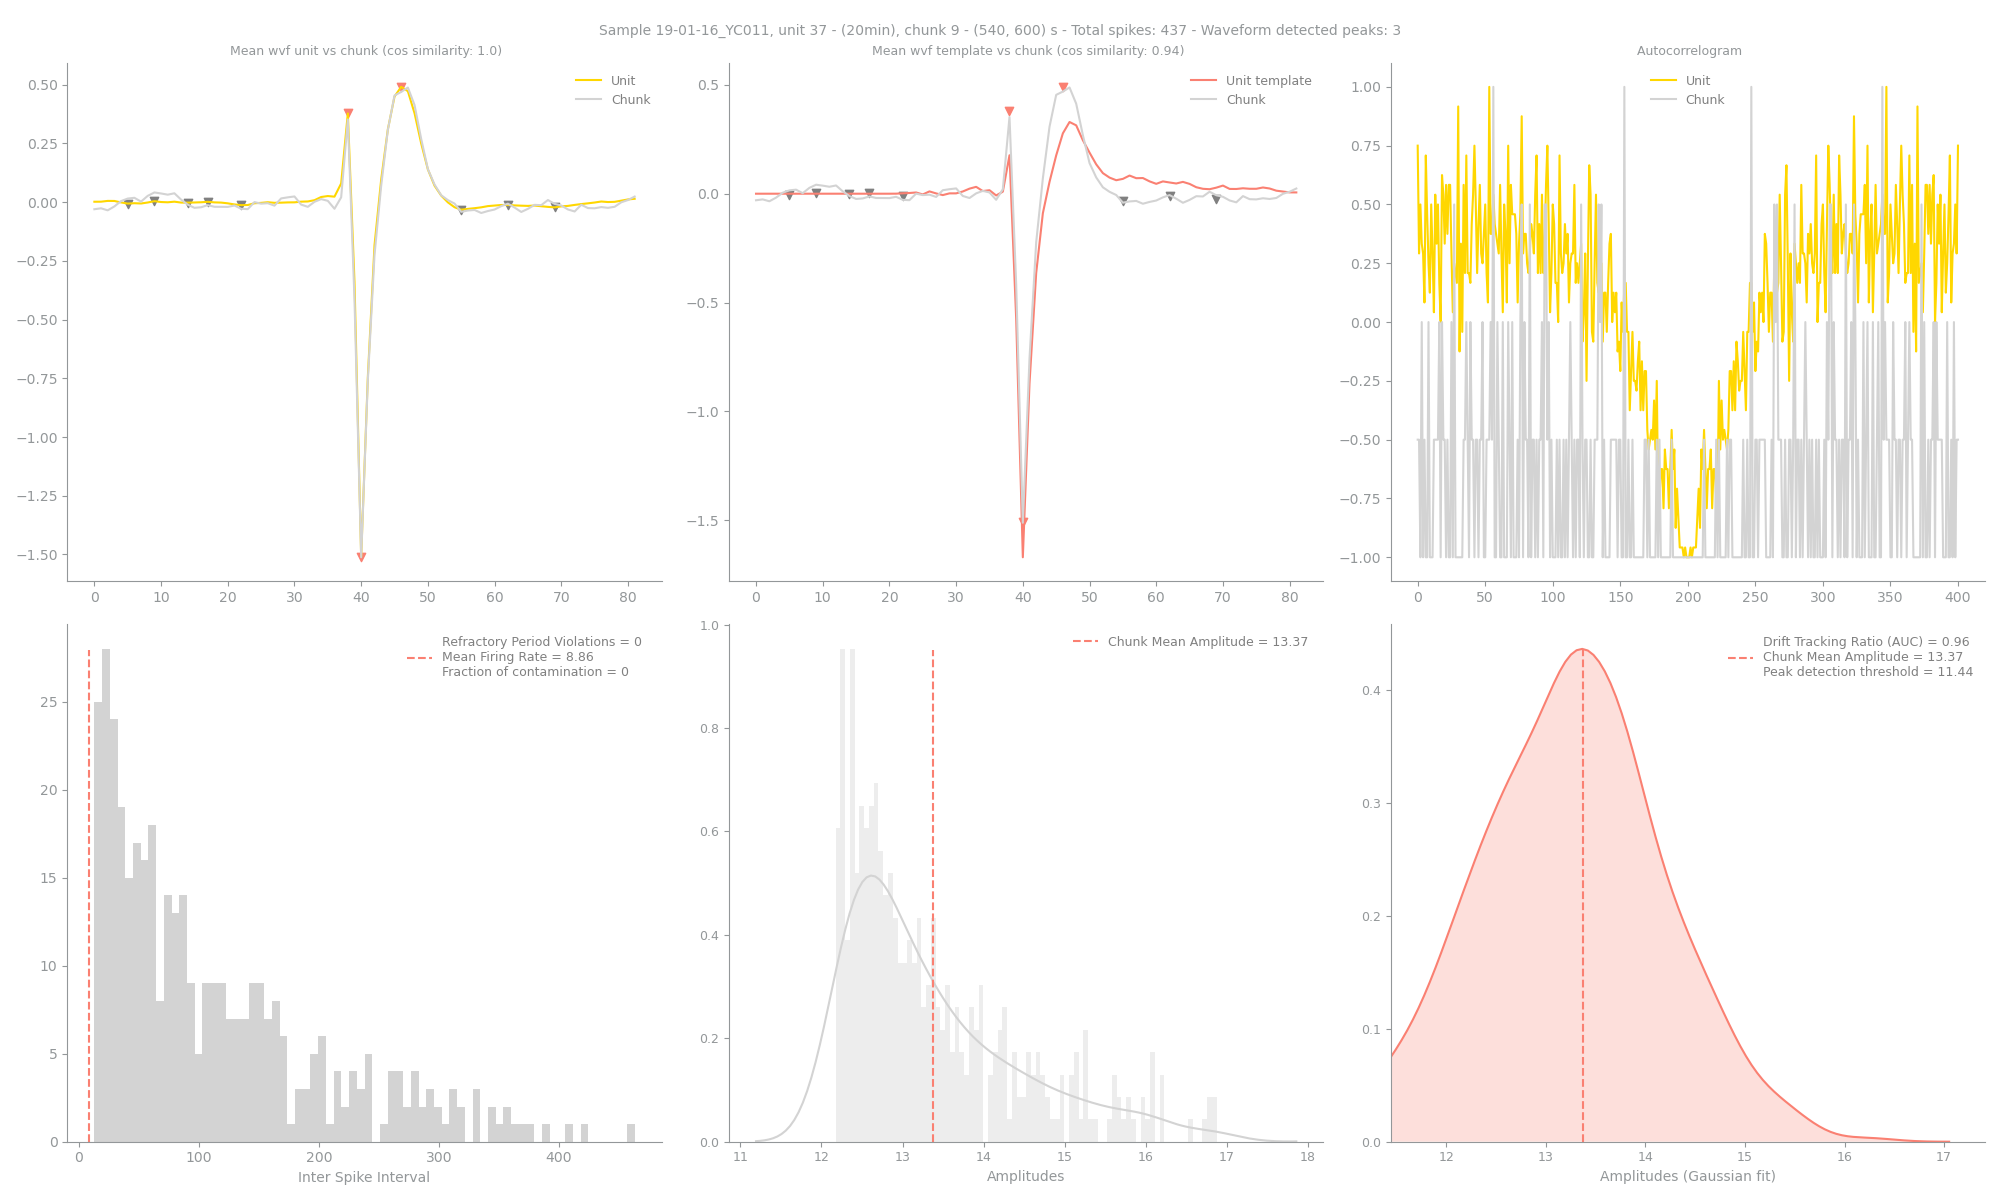 Sample 19-01-16_YC011, unit 37 - (20min), chunk 9 - (540, 600) s - Total spikes: 437 - Waveform detected peaks: 3
Mean wvf unit vs chunk (cos similarity: 1.0)
Unit
Chunk
0.50
0.25
0.00
−0.25
−0.50
−0.75
−1.00
−1.25
−1.50
0 10 20 30 40 50 60 70 80
Mean wvf template vs chunk (cos similarity: 0.94)
Unit template
Chunk
0.5
0.0
−0.5
−1.0
−1.5
0 10 20 30 40 50 60 70 80
Autocorrelogram
Unit
Chunk
1.00
0.75
0.50
0.25
0.00
−0.25
−0.50
−0.75
−1.00
0 50 100 150 200 250 300 350 400
Refractory Period Violations = 0
Mean Firing Rate = 8.86
Fraction of contamination = 0
25
20
15
10
5
0
0 100 200 300 400
Inter Spike Interval
Chunk Mean Amplitude = 13.37
1.0
0.8
0.6
0.4
0.2
0.0
11 12 13 14 15 16 17 18
Amplitudes
Drift Tracking Ratio (AUC) = 0.96
Chunk Mean Amplitude = 13.37
Peak detection threshold = 11.44
0.4
0.3
0.2
0.1
0.0
12 13 14 15 16 17
Amplitudes (Gaussian fit)